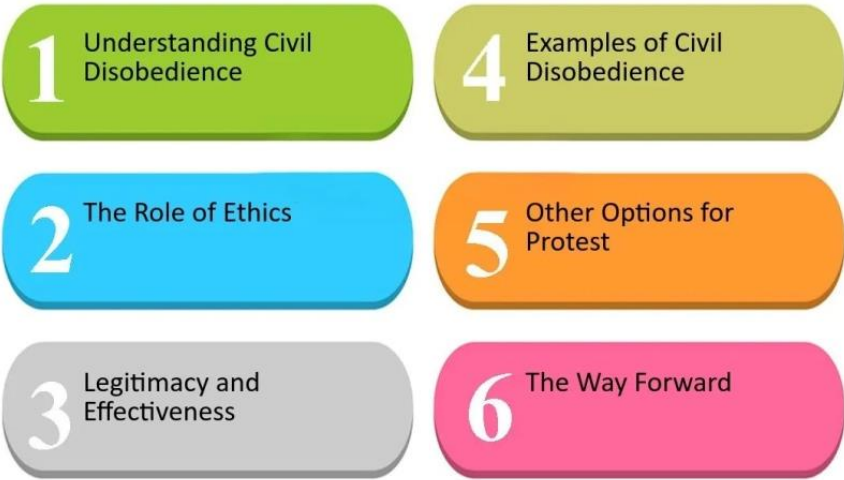 1
Understanding Civil
Disobedience
2
The Role of Ethics
3
Legitimacy and
Effectiveness
4
Examples of Civil
Disobedience
5
Other Options for
Protest
6
The Way Forward